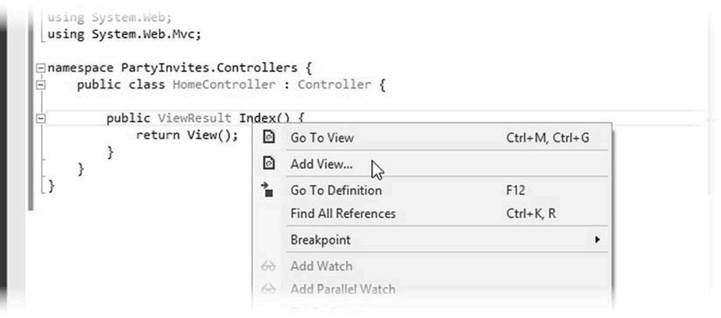 using System.Web;
using System.Web.Mvc;
namespace PartyInvites.Controllers {
public class HomeController : Controller {
public ViewResult Index() {
return View();
}
}
}
Go To View Ctrl+M, Ctrl+G
Add View...
Go To Definition F12
Find All References Ctrl+K, R
Breakpoint
Add Watch
Add Parallel Watch